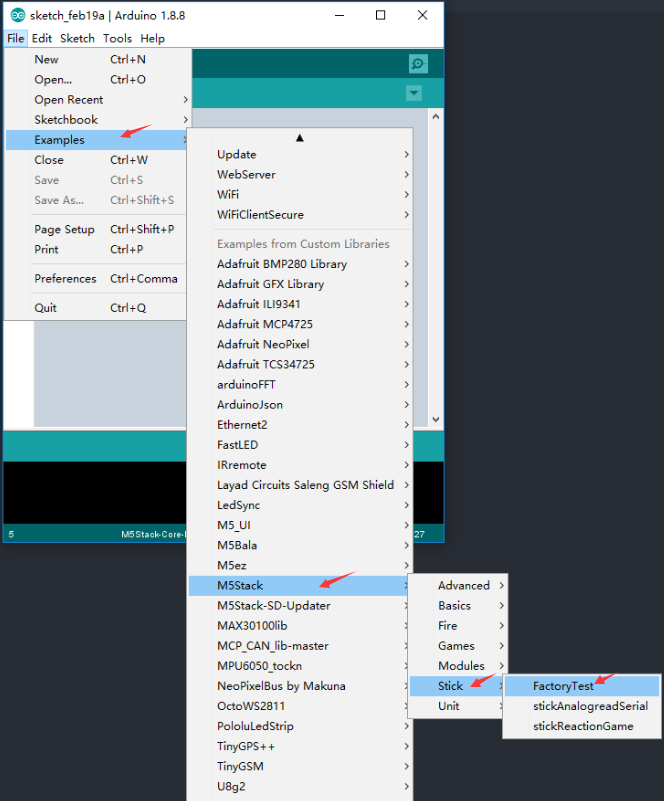 sketch_feb19a | Arduino 1.8.8
File Edit Sketch Tools Help
New Ctrl+N
Open... Ctrl+O
Open Recent
Sketchbook
Examples
Close Ctrl+W
Save Ctrl+S
Save As... Ctrl+Shift+S
Page Setup Ctrl+Shift+P
Print Ctrl+P
Preferences Ctrl+Comma
Quit Ctrl+Q
Update
WebServer
WiFi
WiFiClientSecure
Examples from Custom Libraries
Adafruit BMP280 Library
Adafruit GFX Library
Adafruit ILI9341
Adafruit MCP4725
Adafruit NeoPixel
Adafruit TCS34725
arduinoFFT
ArduinoJson
Ethernet2
FastLED
IRremote
Layad Circuits Saleng GSM Shield
LedSync
M5_UI
M5Bala
M5ez
M5Stack
M5Stack-SD-Updater
MAX30100lib
MCP_CAN_lib-master
MPU6050_tockn
NeoPixelBus by Makuna
OctoWS2811
PololuLedStrip
TinyGPS++
TinyGSM
U8g2
Advanced
Basics
Fire
Games
Modules
Stick
Unit
FactoryTest
stickAnalogreadSerial
stickReactionGame
5 M5Stack-Core- 27